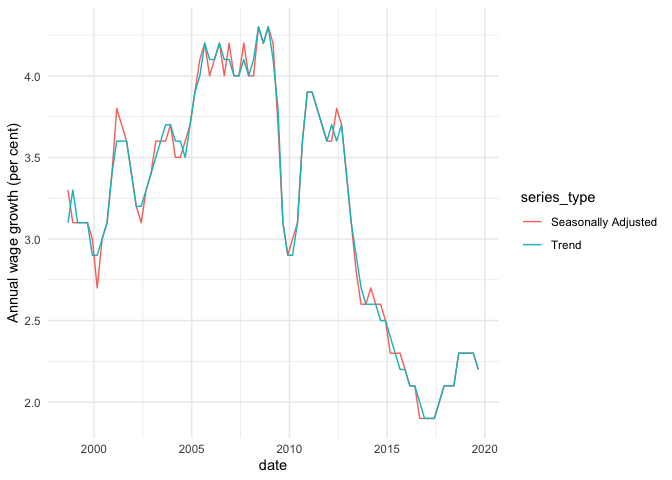 Annual wage growth (per cent)
4.0
3.5
3.0
2.5
2.0
2000
2005
2010
2015
2020
date
series_type
Seasonally Adjusted
Trend